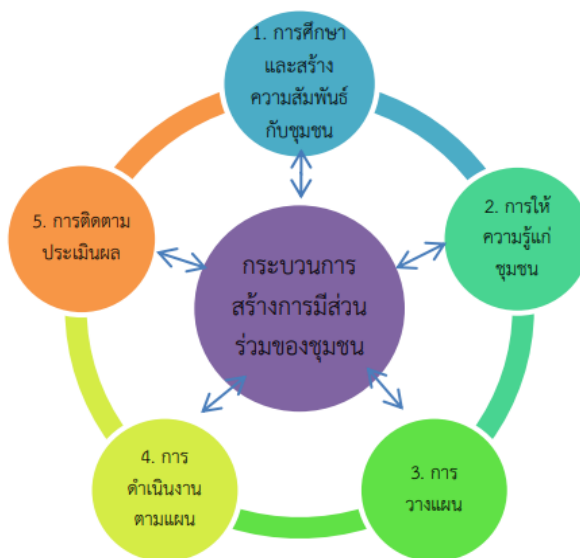 1. การศึกษา
และสร้าง
ความสัมพันธ์
กับชุมชน
2. การให้
ความรู้แก่
ชุมชน
3. การ
วางแผน
4. การ
ดำเนินงาน
ตามแผน
5. การติดตาม
ประเมินผล
กระบวนการ
สร้างการมีส่วน
ร่วมของชุมชน